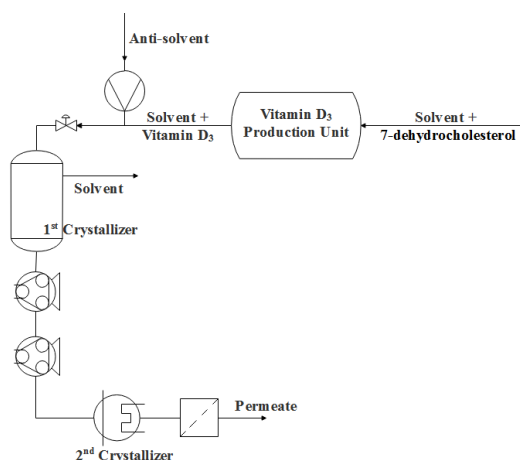 Anti-solvent
Solvent +
Vitamin D₃
Vitamin D₃
Production Unit
Solvent +
7-dehydrocholesterol
Solvent
1st Crystallizer
Permeate
2nd Crystallizer